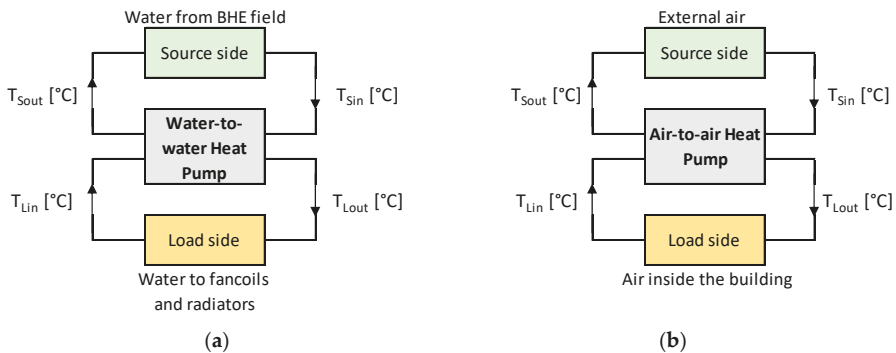 Water from BHE field
Source side
T_Sout [°C]
T_Sin [°C]
Water-to-
water Heat
Pump
T_Lin [°C]
T_Lout [°C]
Load side
Water to fancoils
and radiators
(a)
External air
Source side
T_Sout [°C]
T_Sin [°C]
Air-to-air Heat
Pump
T_Lin [°C]
T_Lout [°C]
Load side
Air inside the building
(b)